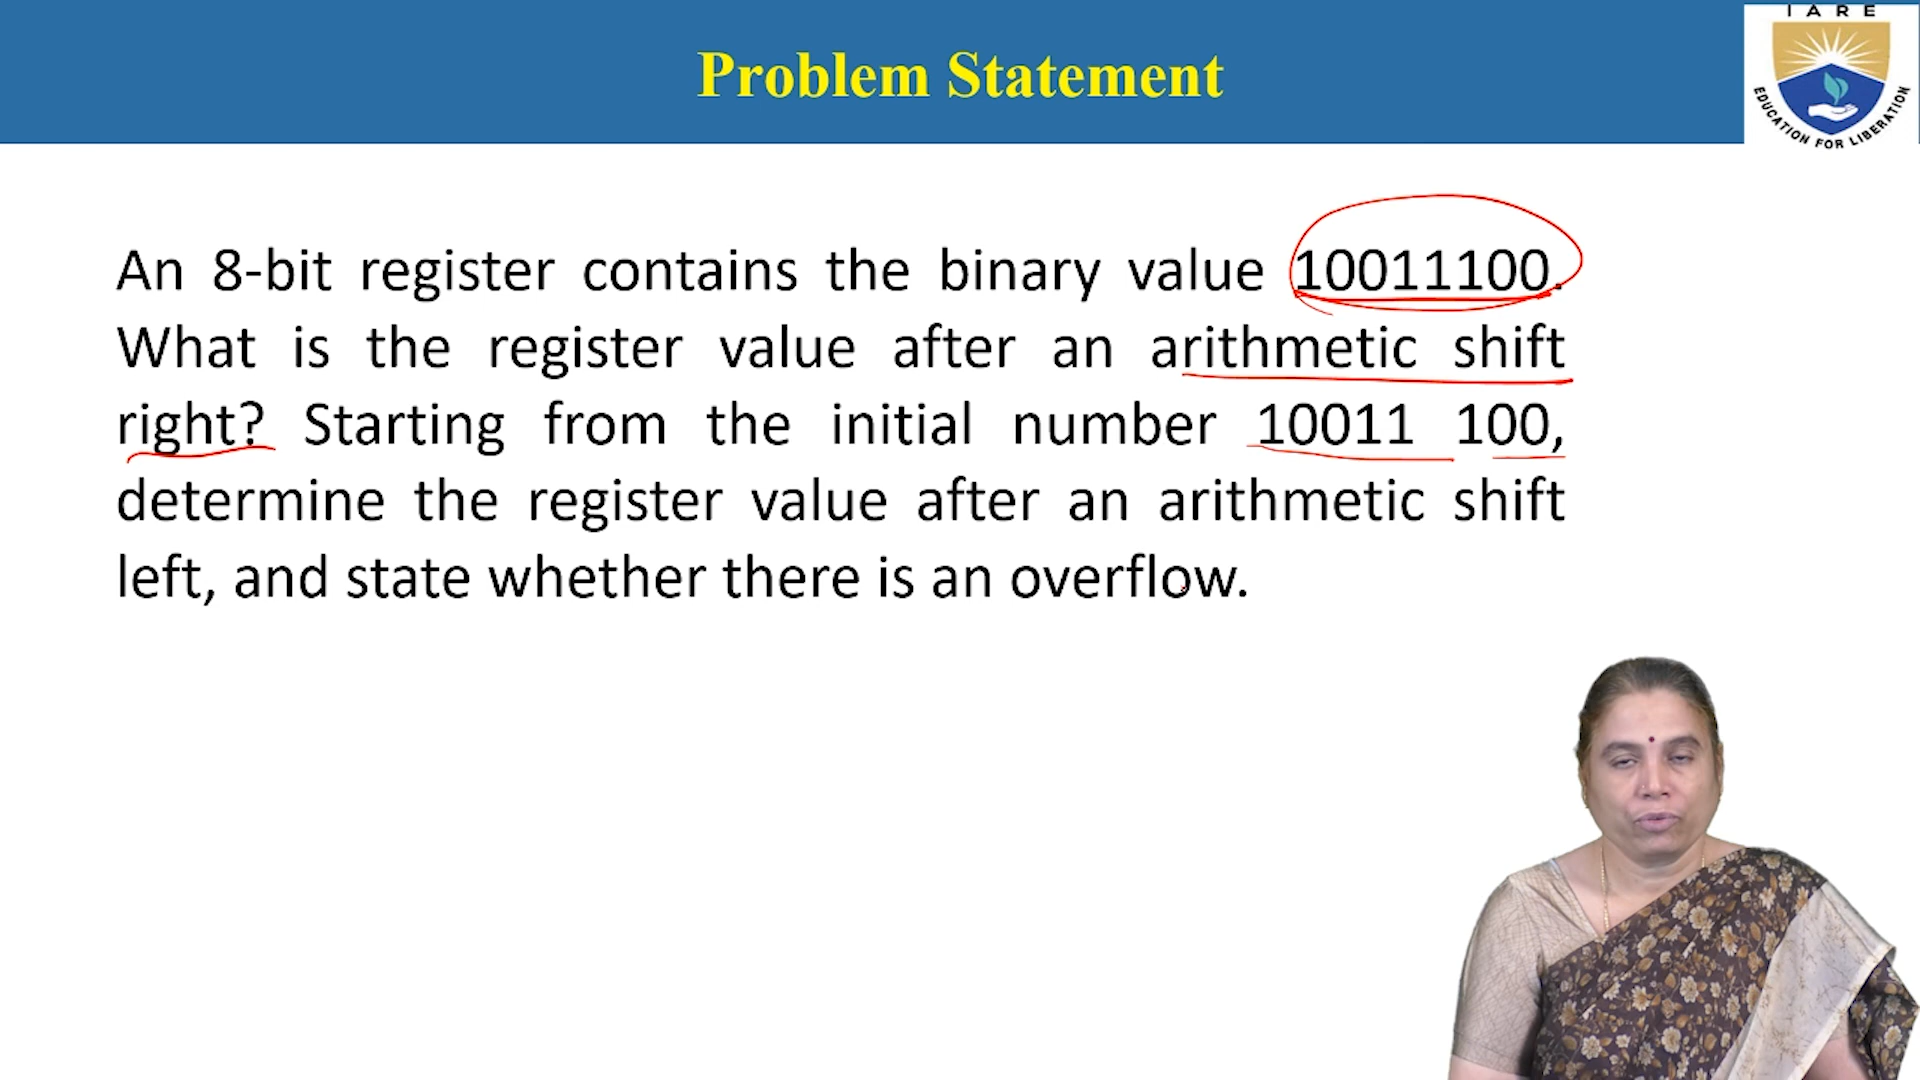 Problem Statement
IARE
EDUCATION FOR LIBERATION
An 8-bit register contains the binary value 10011100.
What is the register value after an arithmetic shift
right? Starting from the initial number 10011 100,
determine the register value after an arithmetic shift
left, and state whether there is an overflow.